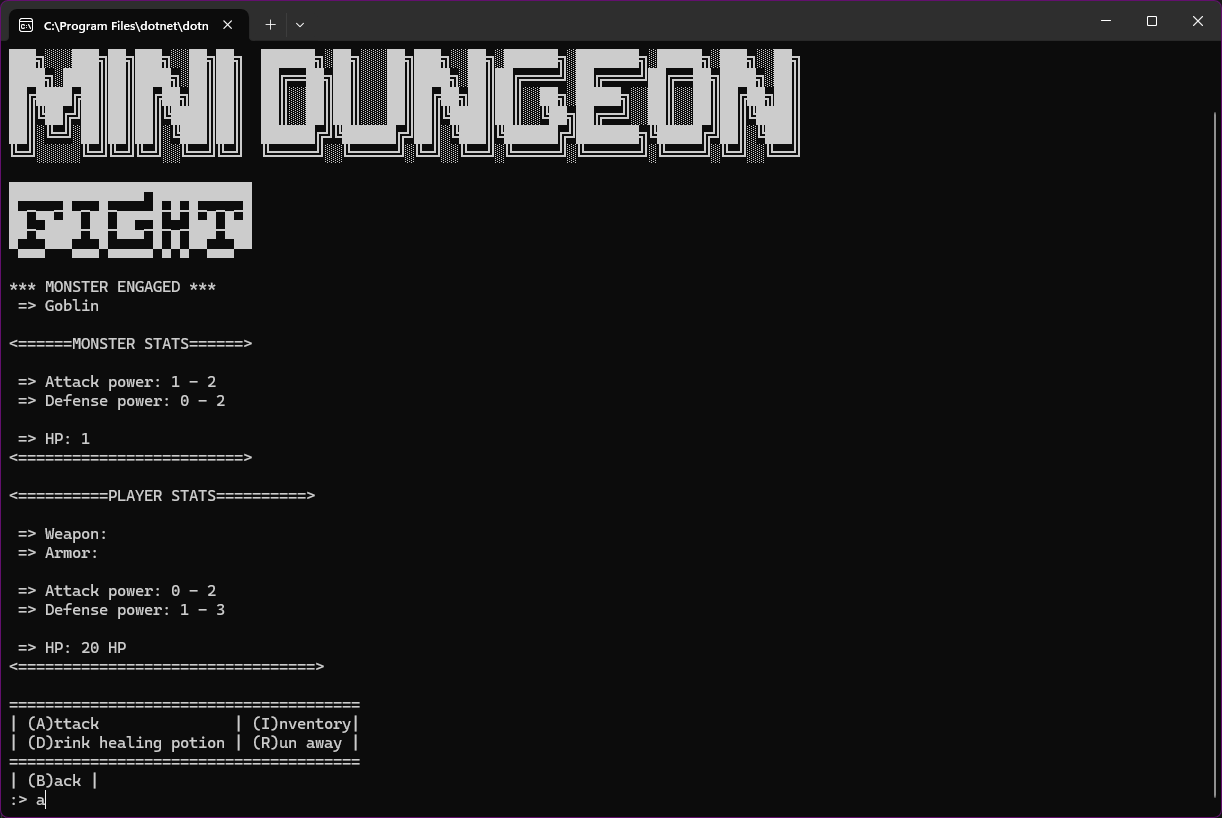 C:\Program Files\dotnet\dotn
MINI DUNGEON
FIGHT
*** MONSTER ENGAGED ***
=> Goblin
<======MONSTER STATS======>
=> Attack power: 1 - 2
=> Defense power: 0 - 2
=> HP: 1
<=========================>
<==========PLAYER STATS==========>
=> Weapon:
=> Armor:
=> Attack power: 0 - 2
=> Defense power: 1 - 3
=> HP: 20 HP
<=================================>
=======================================
| (A)ttack | (I)nventory|
| (D)rink healing potion | (R)un away |
=======================================
| (B)ack |
:> a